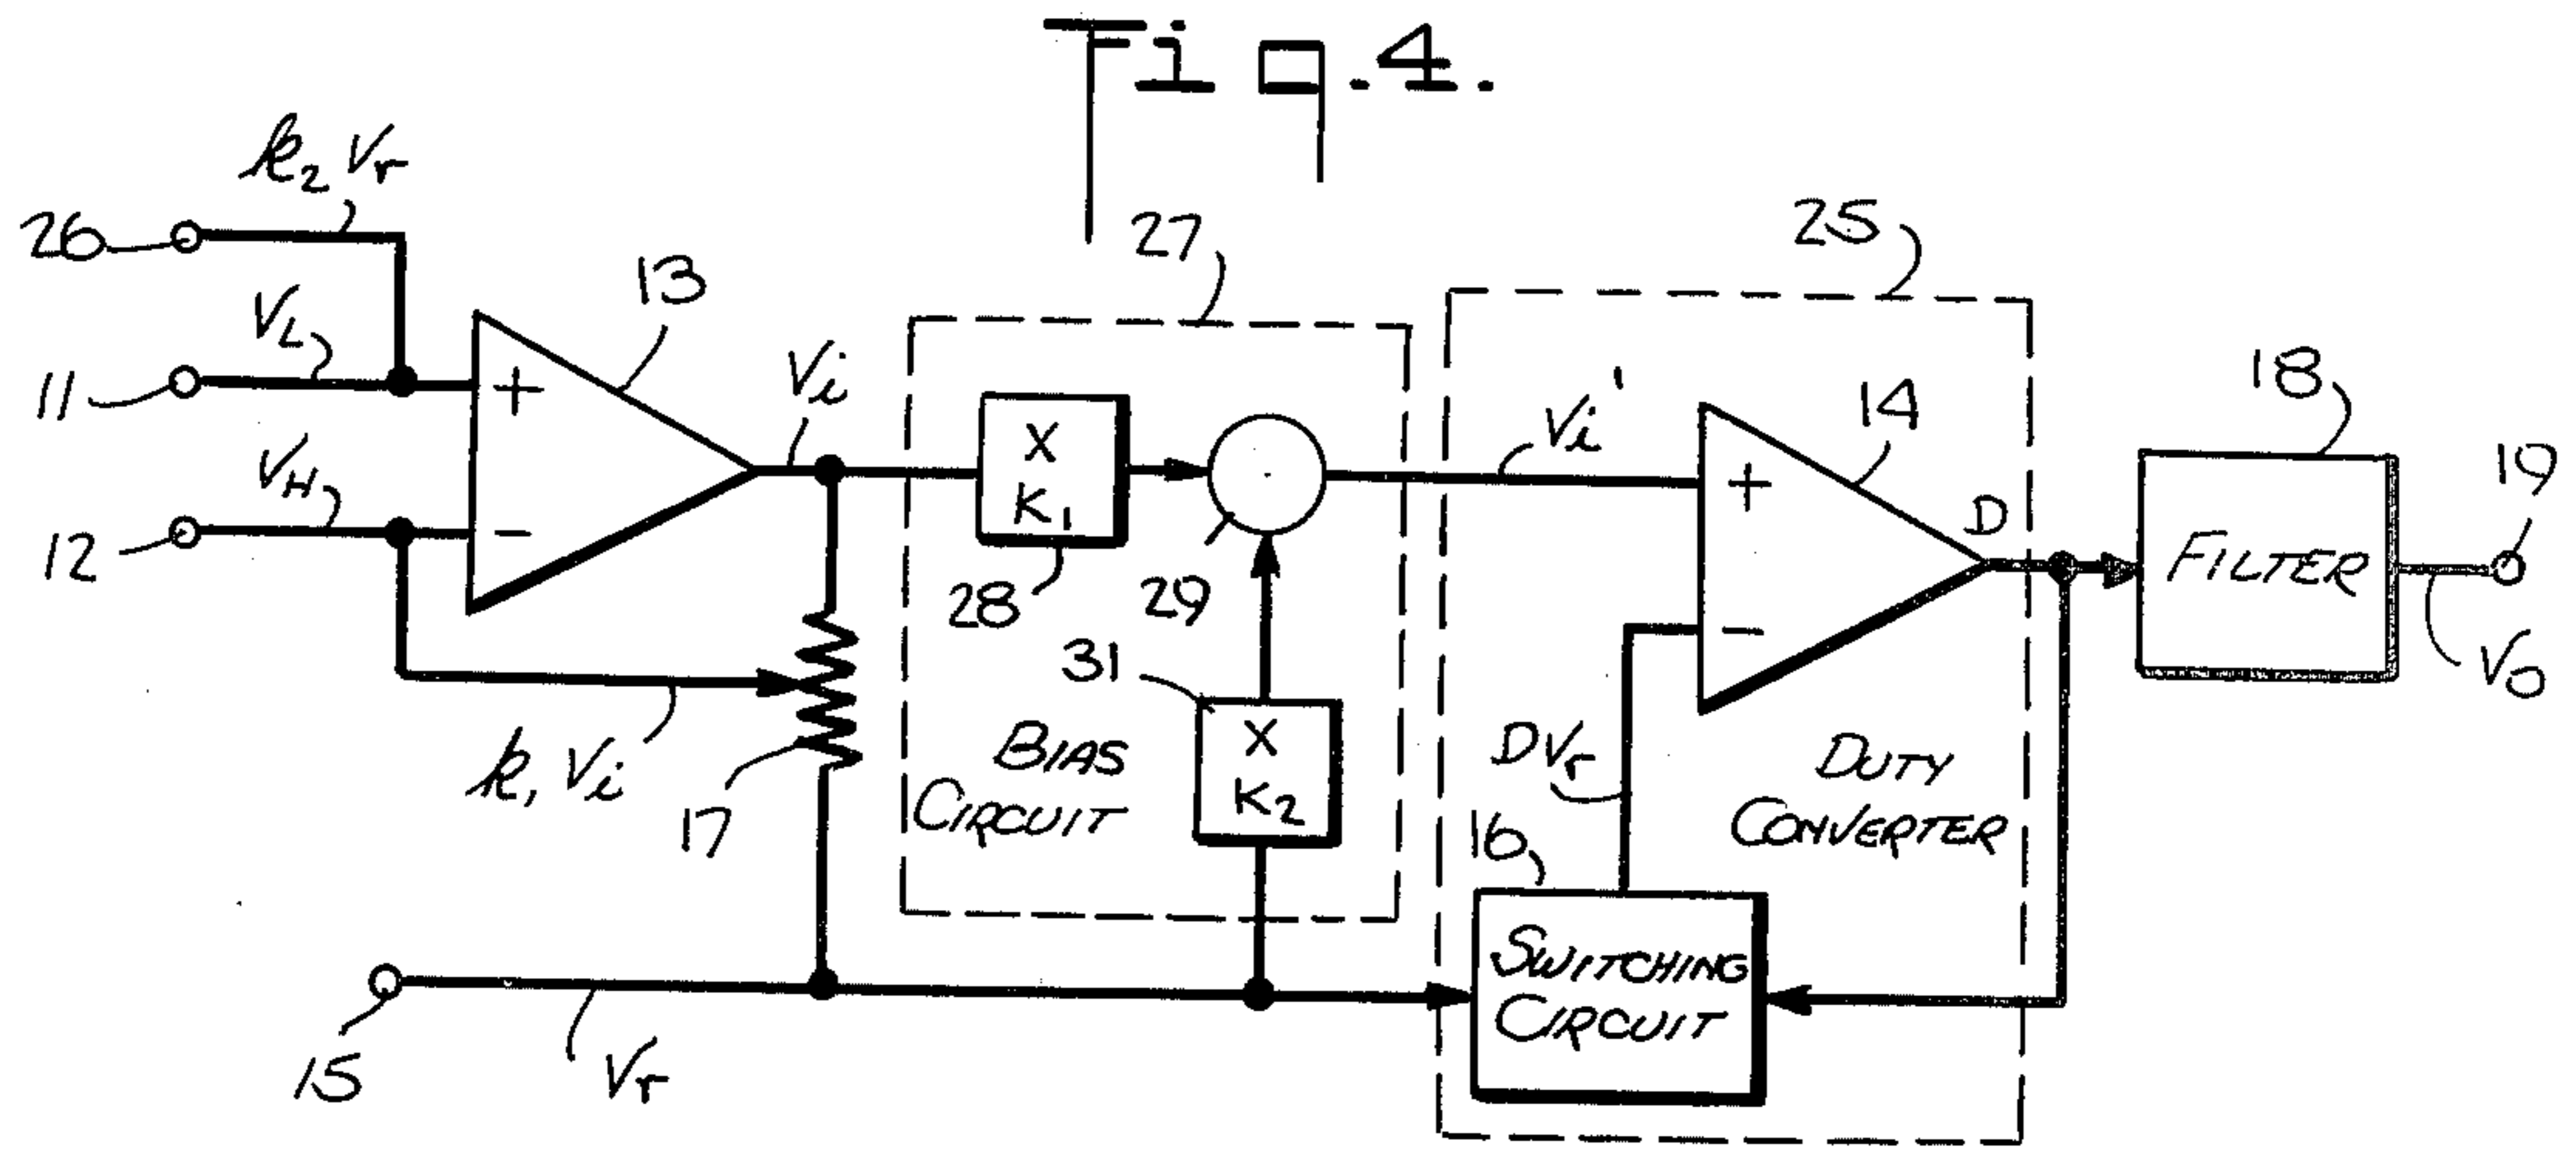 Fig.4.
k₂ Vr
26
VL
11
VH
12
13
Vi
27
25
X
K₁
28
29
Vi'
14
D
18
FILTER
19
Vo
k, Vi
17
31
X
K₂
BIAS
CIRCUIT
DVr
DUTY
CONVERTER
16
SWITCHING
CIRCUIT
15
Vr
+
-
+
-